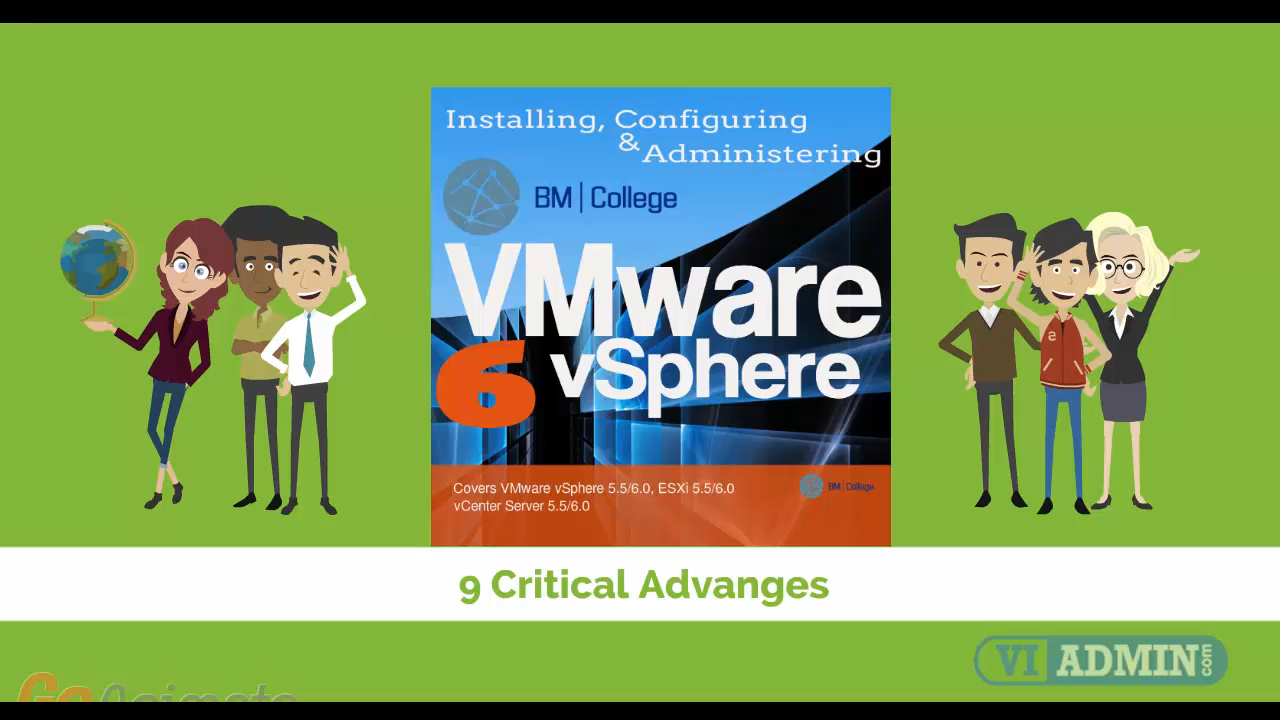 Installing, Configuring
&
Administering
BM | College
VMware
6 vSphere
Covers VMware vSphere 5.5/6.0, ESXi 5.5/6.0
vCenter Server 5.5/6.0
BM | College
9 Critical Advanges
VI ADMIN.com
GoAnimate